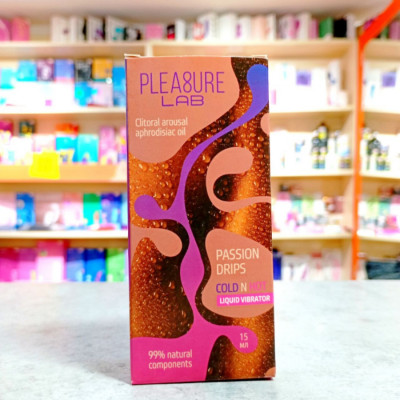 PLEA8URE
LAB
Clitoral arousal
aphrodisiac oil
PASSION
DRIPS
COLD N HOT
LIQUID VIBRATOR
15
МЛ
99% natural
components